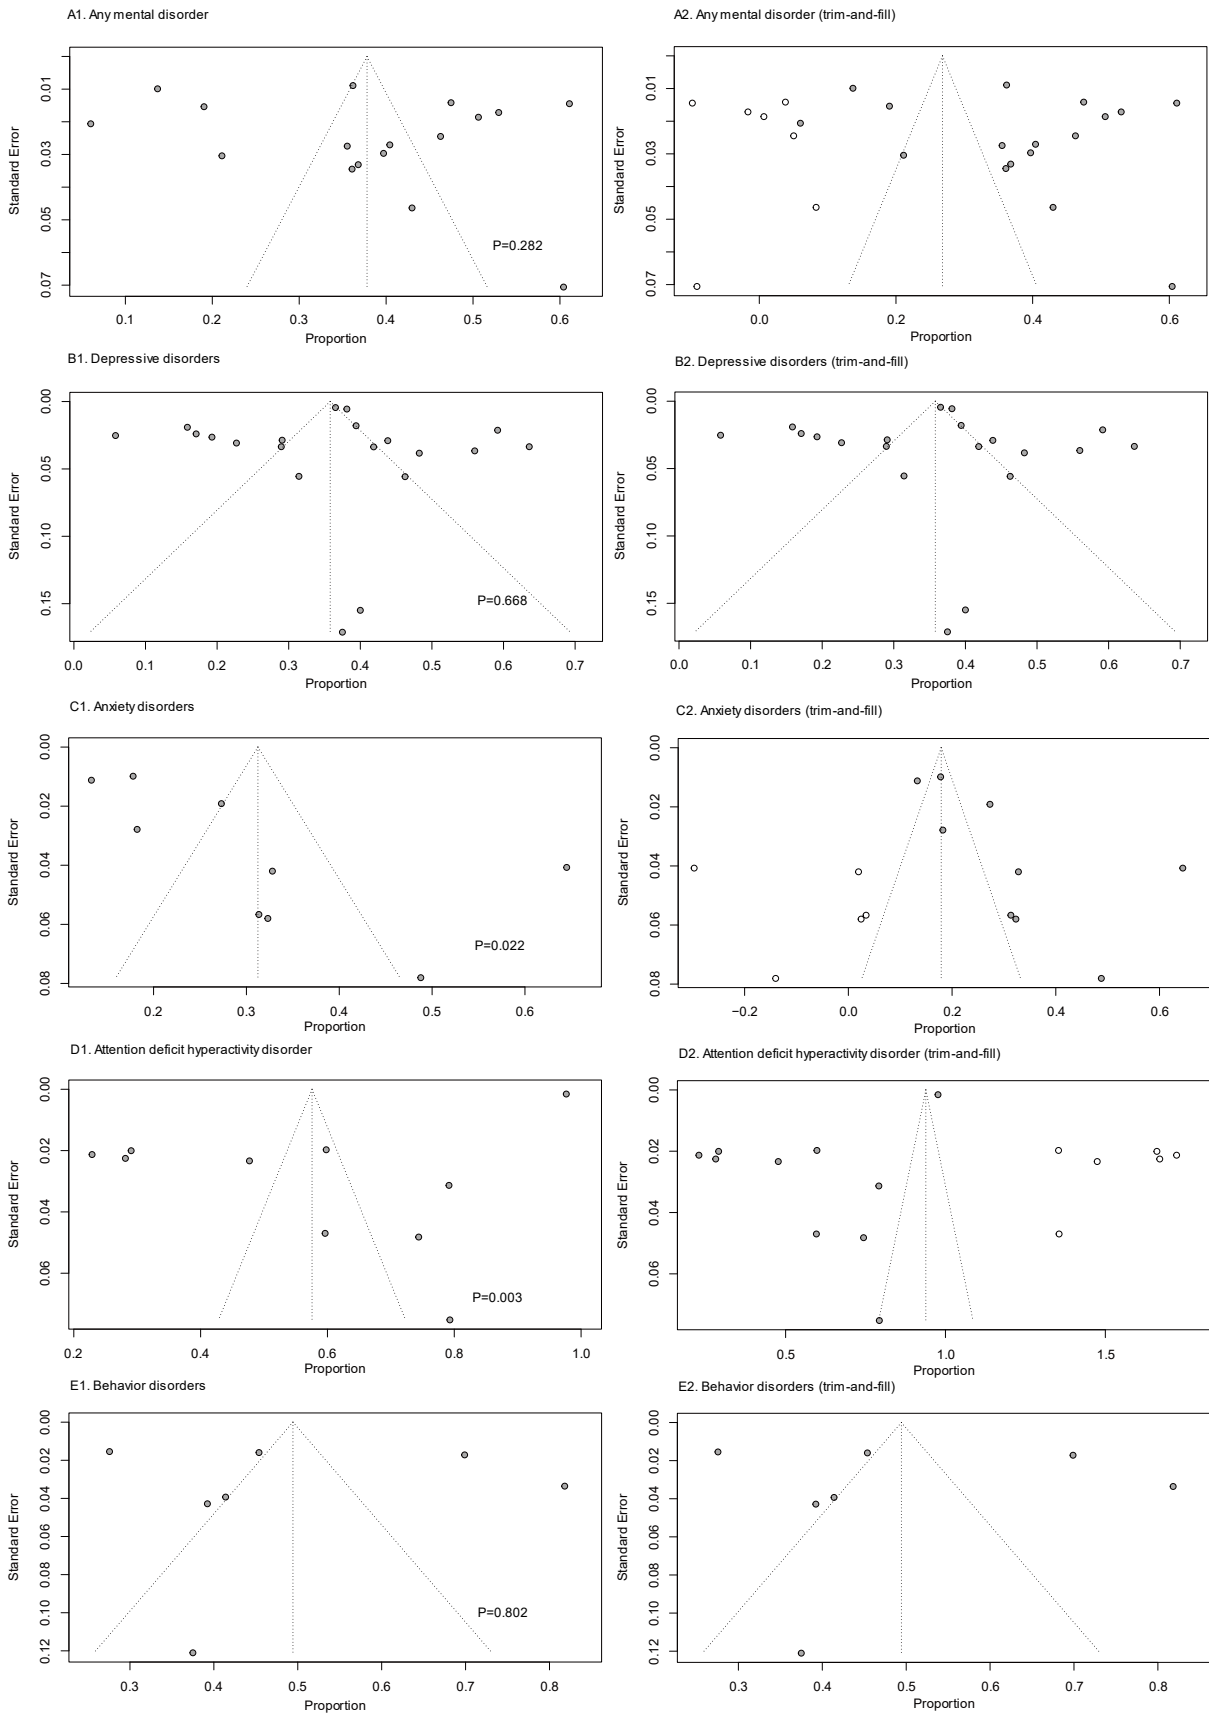 A1. Any mental disorder
Standard Error
0.01
0.03
0.05
0.07
P=0.282
0.1 0.2 0.3 0.4 0.5 0.6
Proportion
A2. Any mental disorder (trim-and-fill)
Standard Error
0.01
0.03
0.05
0.07
0.0 0.2 0.4 0.6
Proportion
B1. Depressive disorders
Standard Error
0.00
0.05
0.10
0.15
P=0.668
0.0 0.1 0.2 0.3 0.4 0.5 0.6 0.7
Proportion
B2. Depressive disorders (trim-and-fill)
Standard Error
0.00
0.05
0.10
0.15
0.0 0.1 0.2 0.3 0.4 0.5 0.6 0.7
Proportion
C1. Anxiety disorders
Standard Error
0.00
0.02
0.04
0.06
0.08
P=0.022
0.2 0.3 0.4 0.5 0.6
Proportion
C2. Anxiety disorders (trim-and-fill)
Standard Error
0.00
0.02
0.04
0.06
0.08
−0.2 0.0 0.2 0.4 0.6
Proportion
D1. Attention deficit hyperactivity disorder
Standard Error
0.00
0.02
0.04
0.06
P=0.003
0.2 0.4 0.6 0.8 1.0
Proportion
D2. Attention deficit hyperactivity disorder (trim-and-fill)
Standard Error
0.00
0.02
0.04
0.06
0.5 1.0 1.5
Proportion
E1. Behavior disorders
Standard Error
0.00
0.02
0.04
0.06
0.08
0.10
0.12
P=0.802
0.3 0.4 0.5 0.6 0.7 0.8
Proportion
E2. Behavior disorders (trim-and-fill)
Standard Error
0.00
0.02
0.04
0.06
0.08
0.10
0.12
0.3 0.4 0.5 0.6 0.7 0.8
Proportion